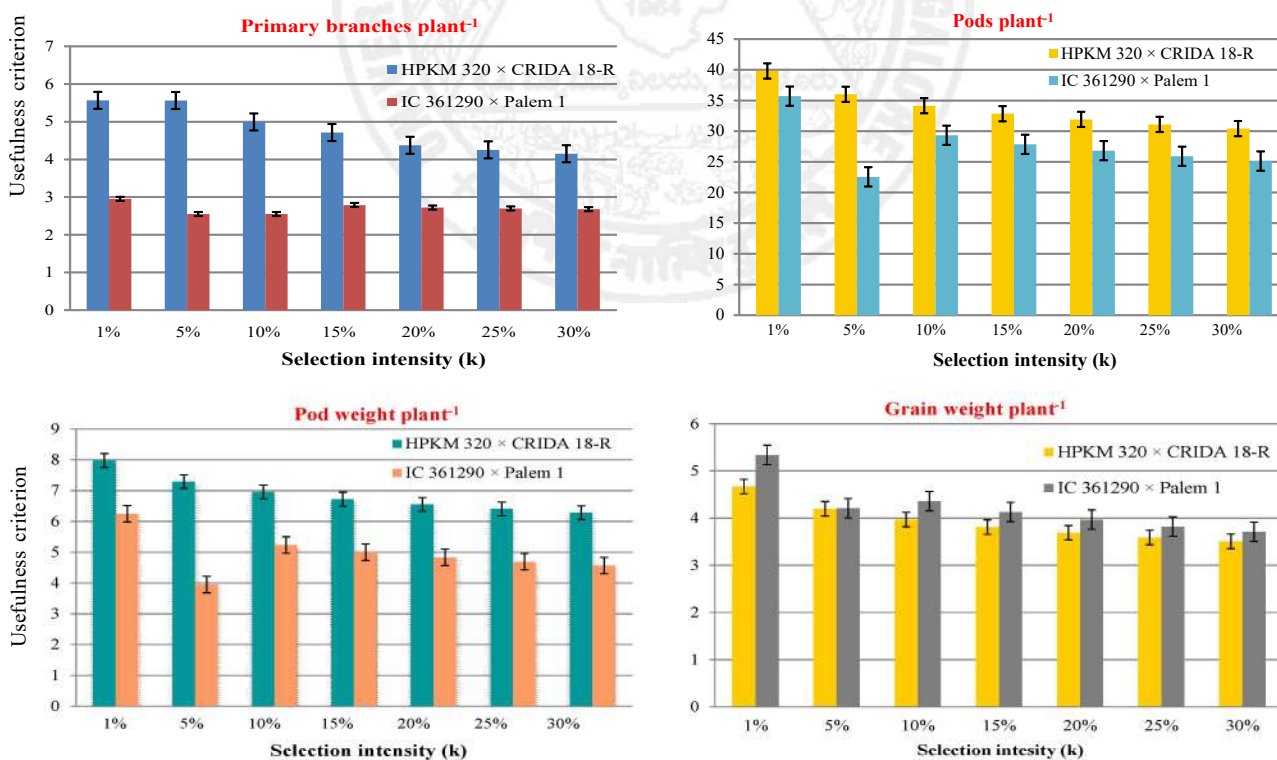 Primary branches plant-1
Usefulness criterion
7
6
5
4
3
2
1
0
HPKM 320 × CRIDA 18-R
IC 361290 × Palem 1
1% 5% 10% 15% 20% 25% 30%
Selection intensity (k)
Pods plant-1
45
40
35
30
25
20
15
10
5
0
HPKM 320 × CRIDA 18-R
IC 361290 × Palem 1
1% 5% 10% 15% 20% 25% 30%
Selection intensity (k)
Pod weight plant-1
Usefulness criterion
9
8
7
6
5
4
3
2
1
0
HPKM 320 × CRIDA 18-R
IC 361290 × Palem 1
1% 5% 10% 15% 20% 25% 30%
Selection intensity (k)
Grain weight plant-1
6
5
4
3
2
1
0
HPKM 320 × CRIDA 18-R
IC 361290 × Palem 1
1% 5% 10% 15% 20% 25% 30%
Selection intesity (k)
1964